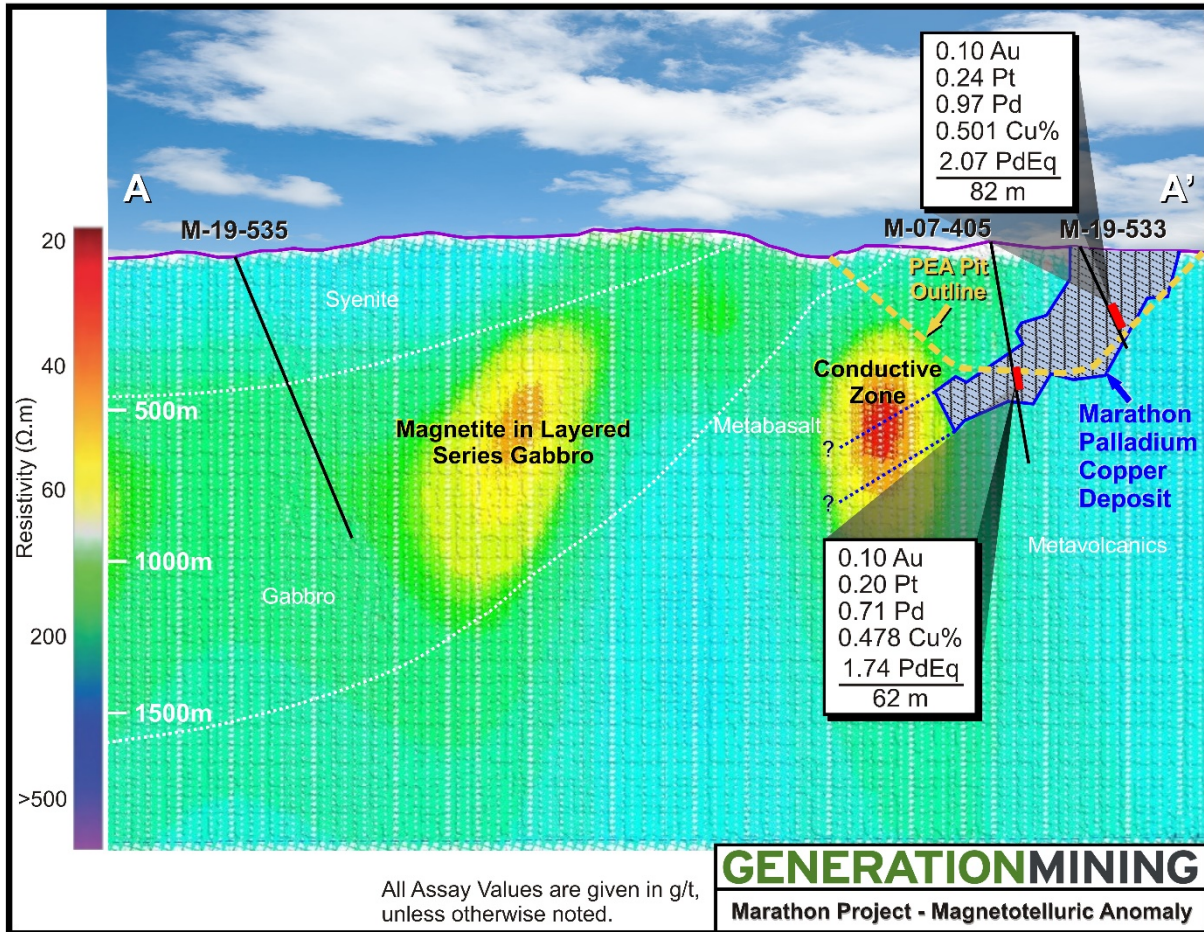 0.10 Au
0.24 Pt
0.97 Pd
0.501 Cu%
2.07 PdEq
82 m
A
A'
M-19-535
M-07-405
M-19-533
20
40
60
200
>500
Resistivity (Ω.m)
Syenite
PEA Pit
Outline
500m
1000m
1500m
Magnetite in Layered
Series Gabbro
Metabasalt
Conductive
Zone
?
?
Marathon
Palladium
Copper
Deposit
Gabbro
Metavolcanics
0.10 Au
0.20 Pt
0.71 Pd
0.478 Cu%
1.74 PdEq
62 m
All Assay Values are given in g/t,
unless otherwise noted.
GENERATIONMINING
Marathon Project - Magnetotelluric Anomaly